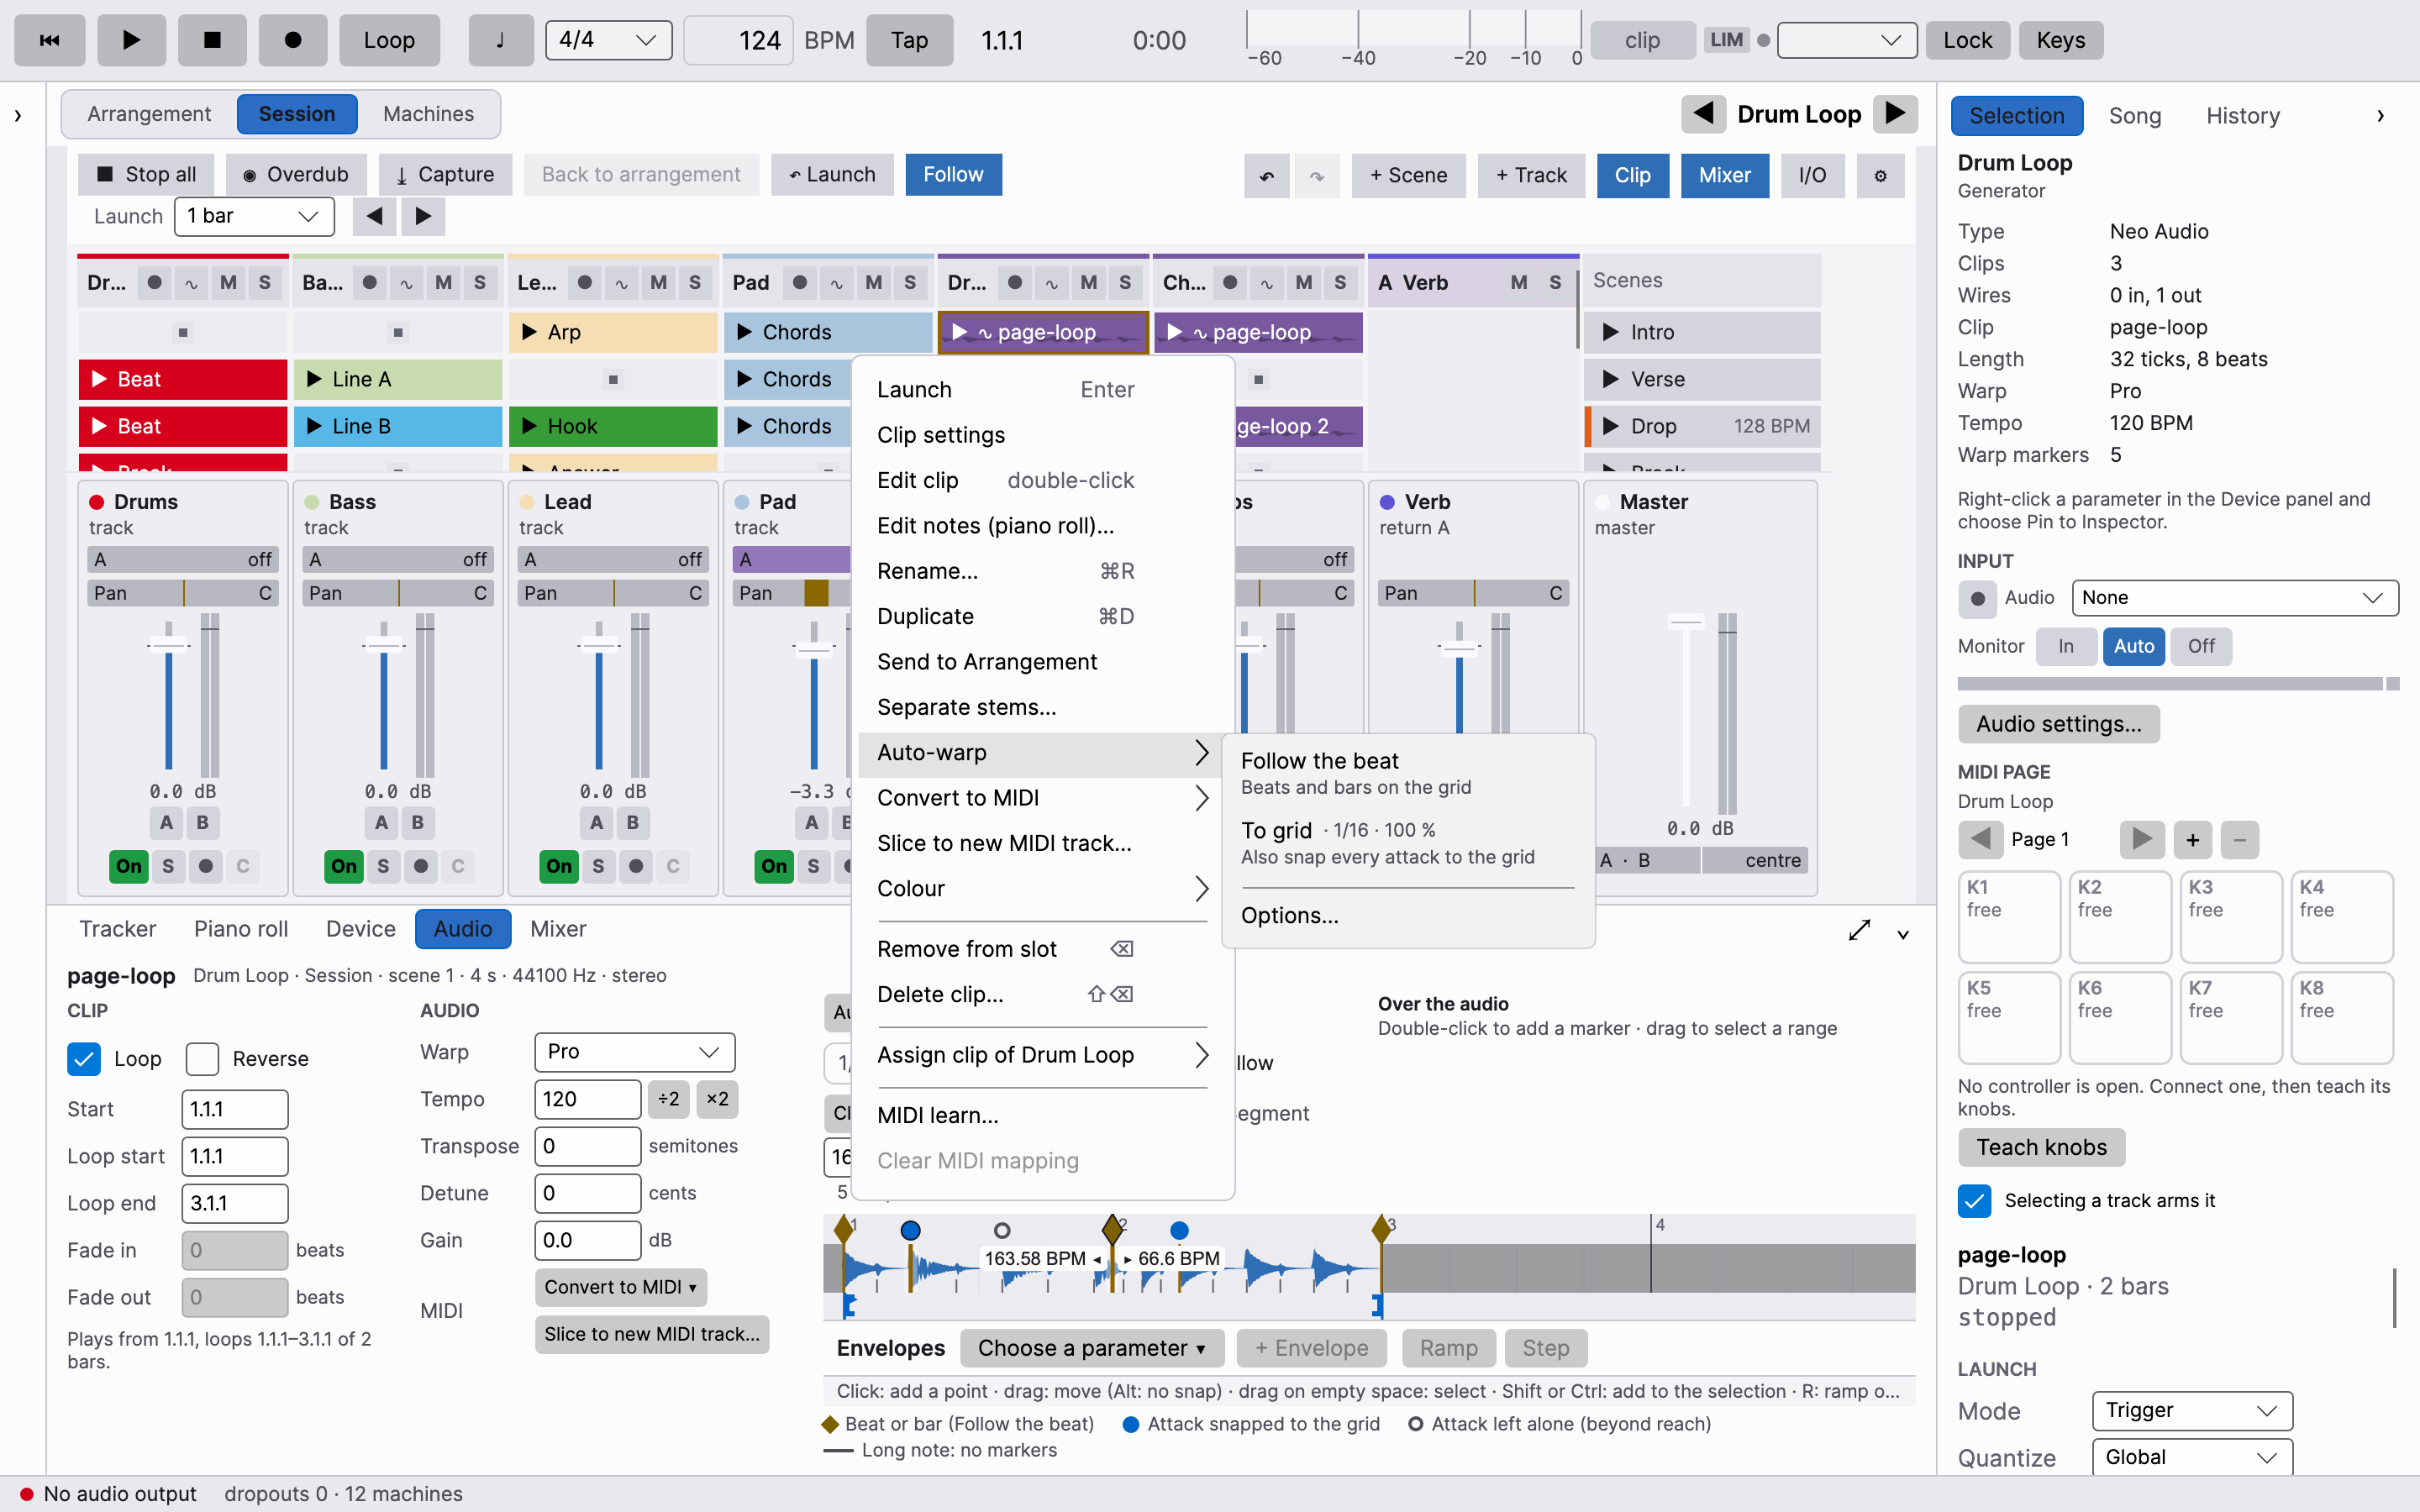 Loop 4/4 124 BPM Tap 1.1.1 0:00 −60 −40 −20 −10 0 clip LIM Lock Keys
Arrangement Session Machines Drum Loop
Stop all Overdub Capture Back to arrangement Launch Follow + Scene + Track Clip Mixer I/O
Launch 1 bar
Dr... M S Ba... M S Le... M S Pad M S Dr... M S Ch... M S A Verb M S Scenes
Arp Chords page-loop page-loop Intro
Beat Line A Chords Verse
Beat Line B Hook Chords ge-loop 2 Drop 128 BPM
Break Answer Break
Drums Bass Lead Pad Verb Master
track track track track return A master
A off A off A off A off
Pan C Pan C Pan C Pan C Pan C
0.0 dB 0.0 dB 0.0 dB −3.3 0.0 dB
A B A B A B A B
A · B centre
On S C On S C On S C On S
Launch Enter
Clip settings
Edit clip double-click
Edit notes (piano roll)...
Rename... ⌘R
Duplicate ⌘D
Send to Arrangement
Separate stems...
Auto-warp
Convert to MIDI
Slice to new MIDI track...
Colour
Remove from slot ⌫
Delete clip... ⇧⌫
Assign clip of Drum Loop
MIDI learn...
Clear MIDI mapping
Follow the beat
Beats and bars on the grid
To grid · 1/16 · 100 %
Also snap every attack to the grid
Options...
Tracker Piano roll Device Audio Mixer
page-loop Drum Loop · Session · scene 1 · 4 s · 44100 Hz · stereo
CLIP
Loop Reverse
Start 1.1.1
Loop start 1.1.1
Loop end 3.1.1
Fade in 0 beats
Fade out 0 beats
Plays from 1.1.1, loops 1.1.1–3.1.1 of 2
bars.
AUDIO
Warp Pro
Tempo 120 ÷2 ×2
Transpose 0 semitones
Detune 0 cents
Gain 0.0 dB
Convert to MIDI ▾
MIDI
Slice to new MIDI track...
Over the audio
Double-click to add a marker · drag to select a range
16
5
1 2 3 4
163.58 BPM 66.6 BPM
Envelopes Choose a parameter ▾ + Envelope Ramp Step
Click: add a point · drag: move (Alt: no snap) · drag on empty space: select · Shift or Ctrl: add to the selection · R: ramp o...
Beat or bar (Follow the beat) Attack snapped to the grid Attack left alone (beyond reach)
Long note: no markers
Selection Song History
Drum Loop
Generator
Type Neo Audio
Clips 3
Wires 0 in, 1 out
Clip page-loop
Length 32 ticks, 8 beats
Warp Pro
Tempo 120 BPM
Warp markers 5
Right-click a parameter in the Device panel and
choose Pin to Inspector.
INPUT
Audio None
Monitor In Auto Off
Audio settings...
MIDI PAGE
Drum Loop
Page 1 + −
K1 K2 K3 K4
free free free free
K5 K6 K7 K8
free free free free
No controller is open. Connect one, then teach its
knobs.
Teach knobs
Selecting a track arms it
page-loop
Drum Loop · 2 bars
stopped
LAUNCH
Mode Trigger
Quantize Global
No audio output dropouts 0 · 12 machines